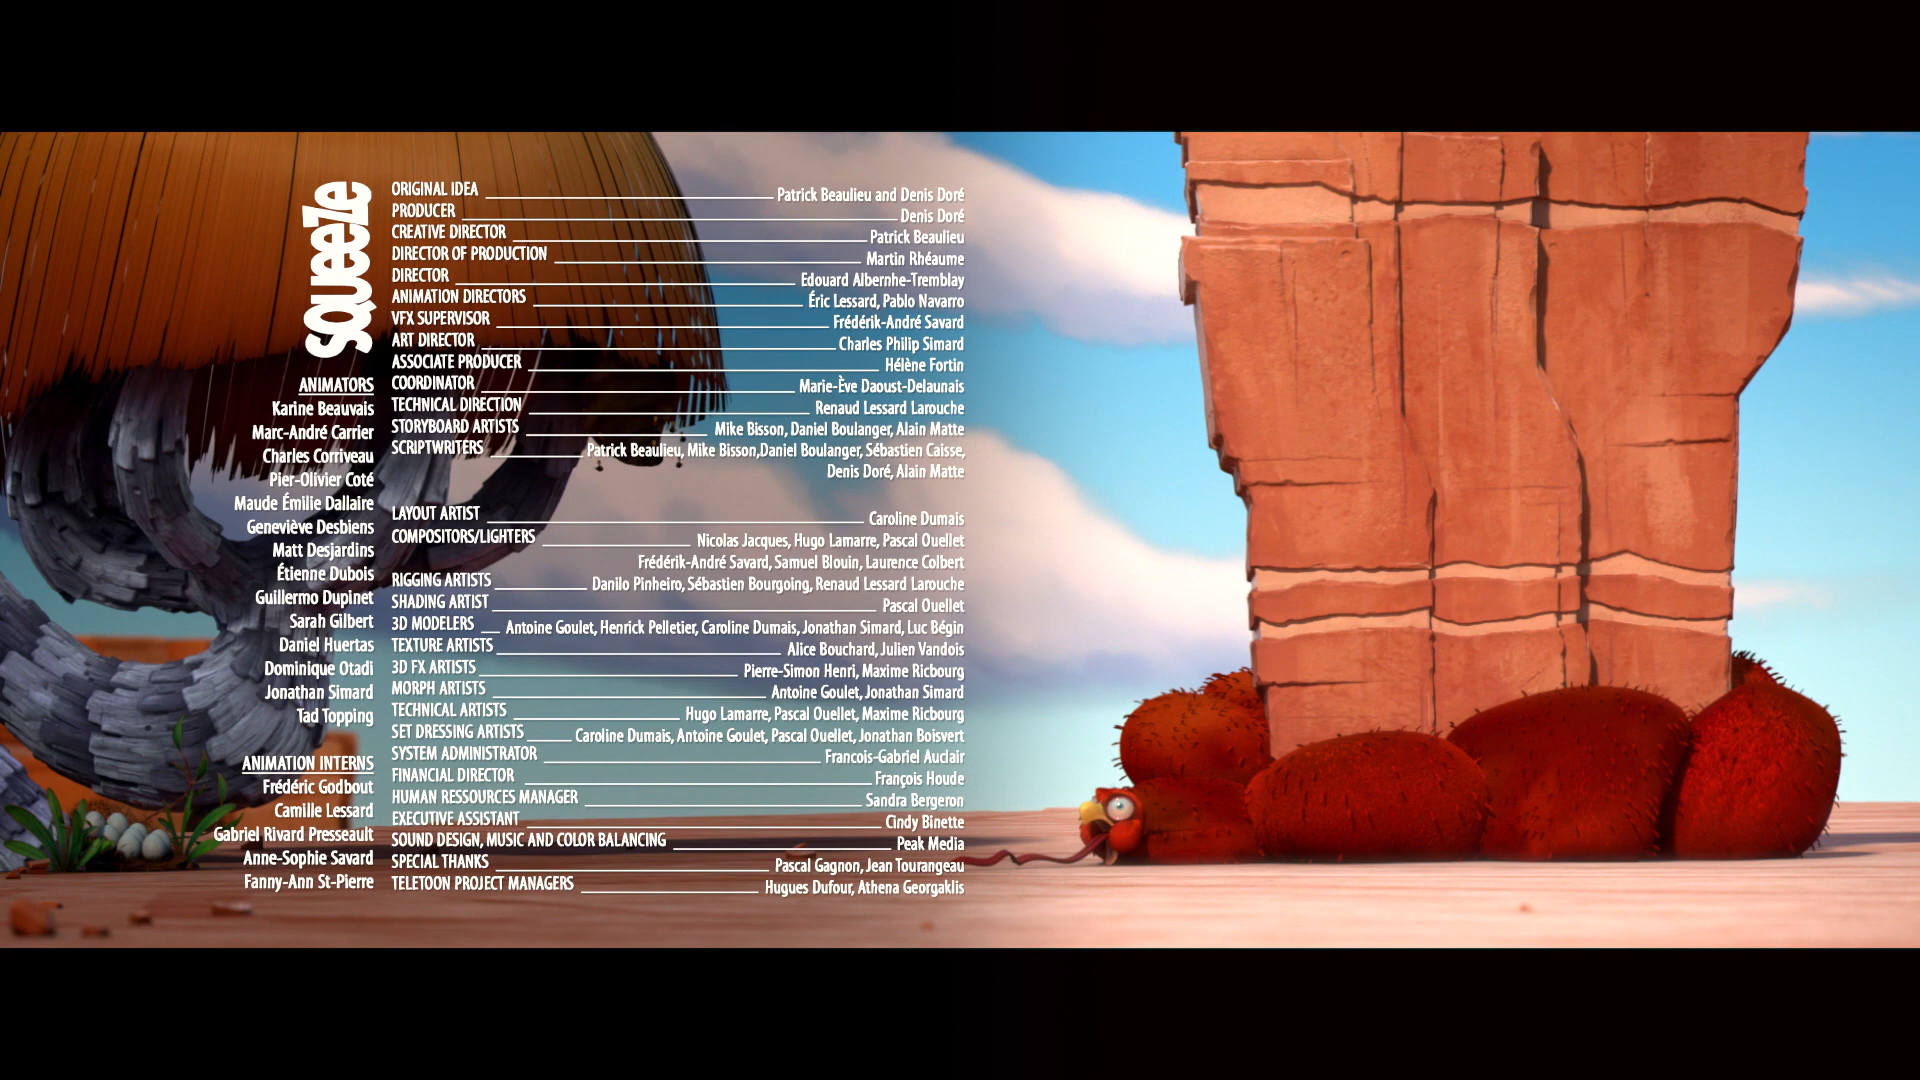 squeeze
ANIMATORS
Karine Beauvais
Marc-André Carrier
Charles Corriveau
Pier-Olivier Coté
Maude Émilie Dallaire
Geneviève Desbiens
Matt Desjardins
Étienne Dubois
Guillermo Dupinet
Sarah Gilbert
Daniel Huertas
Dominique Otadi
Jonathan Simard
Tad Topping
ANIMATION INTERNS
Frédéric Godbout
Camille Lessard
Gabriel Rivard Presseault
Anne-Sophie Savard
Fanny-Ann St-Pierre
ORIGINAL IDEA Patrick Beaulieu and Denis Doré
PRODUCER Denis Doré
CREATIVE DIRECTOR Patrick Beaulieu
DIRECTOR OF PRODUCTION Martin Rhéaume
DIRECTOR Edouard Albernhe-Tremblay
ANIMATION DIRECTORS Éric Lessard, Pablo Navarro
VFX SUPERVISOR Frédérik-André Savard
ART DIRECTOR Charles Philip Simard
ASSOCIATE PRODUCER Hélène Fortin
COORDINATOR Marie-Ève Daoust-Delaunais
TECHNICAL DIRECTION Renaud Lessard Larouche
STORYBOARD ARTISTS Mike Bisson, Daniel Boulanger, Alain Matte
SCRIPTWRITERS Patrick Beaulieu, Mike Bisson,Daniel Boulanger, Sébastien Caisse,
Denis Doré, Alain Matte
LAYOUT ARTIST Caroline Dumais
COMPOSITORS/LIGHTERS Nicolas Jacques, Hugo Lamarre, Pascal Ouellet
Frédérik-André Savard, Samuel Blouin, Laurence Colbert
RIGGING ARTISTS Danilo Pinheiro, Sébastien Bourgoing, Renaud Lessard Larouche
SHADING ARTIST Pascal Ouellet
3D MODELERS Antoine Goulet, Henrick Pelletier, Caroline Dumais, Jonathan Simard, Luc Bégin
TEXTURE ARTISTS Alice Bouchard, Julien Vandois
3D FX ARTISTS Pierre-Simon Henri, Maxime Ricbourg
MORPH ARTISTS Antoine Goulet, Jonathan Simard
TECHNICAL ARTISTS Hugo Lamarre, Pascal Ouellet, Maxime Ricbourg
SET DRESSING ARTISTS Caroline Dumais, Antoine Goulet, Pascal Ouellet, Jonathan Boisvert
SYSTEM ADMINISTRATOR Francois-Gabriel Auclair
FINANCIAL DIRECTOR François Houde
HUMAN RESSOURCES MANAGER Sandra Bergeron
EXECUTIVE ASSISTANT Cindy Binette
SOUND DESIGN, MUSIC AND COLOR BALANCING Peak Media
SPECIAL THANKS Pascal Gagnon, Jean Tourangeau
TELETOON PROJECT MANAGERS Hugues Dufour, Athena Georgaklis